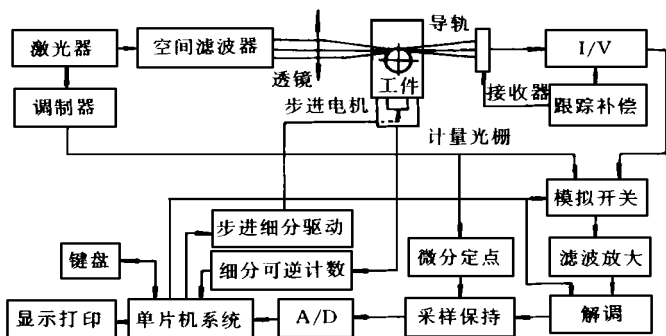 激光器
空间滤波器
透镜
导轨
工件
I/V
接收器
跟踪补偿
调制器
步进电机
计量光栅
模拟开关
步进细分驱动
键盘
细分可逆计数
微分定点
滤波放大
显示打印
单片机系统
A/D
采样保持
解调